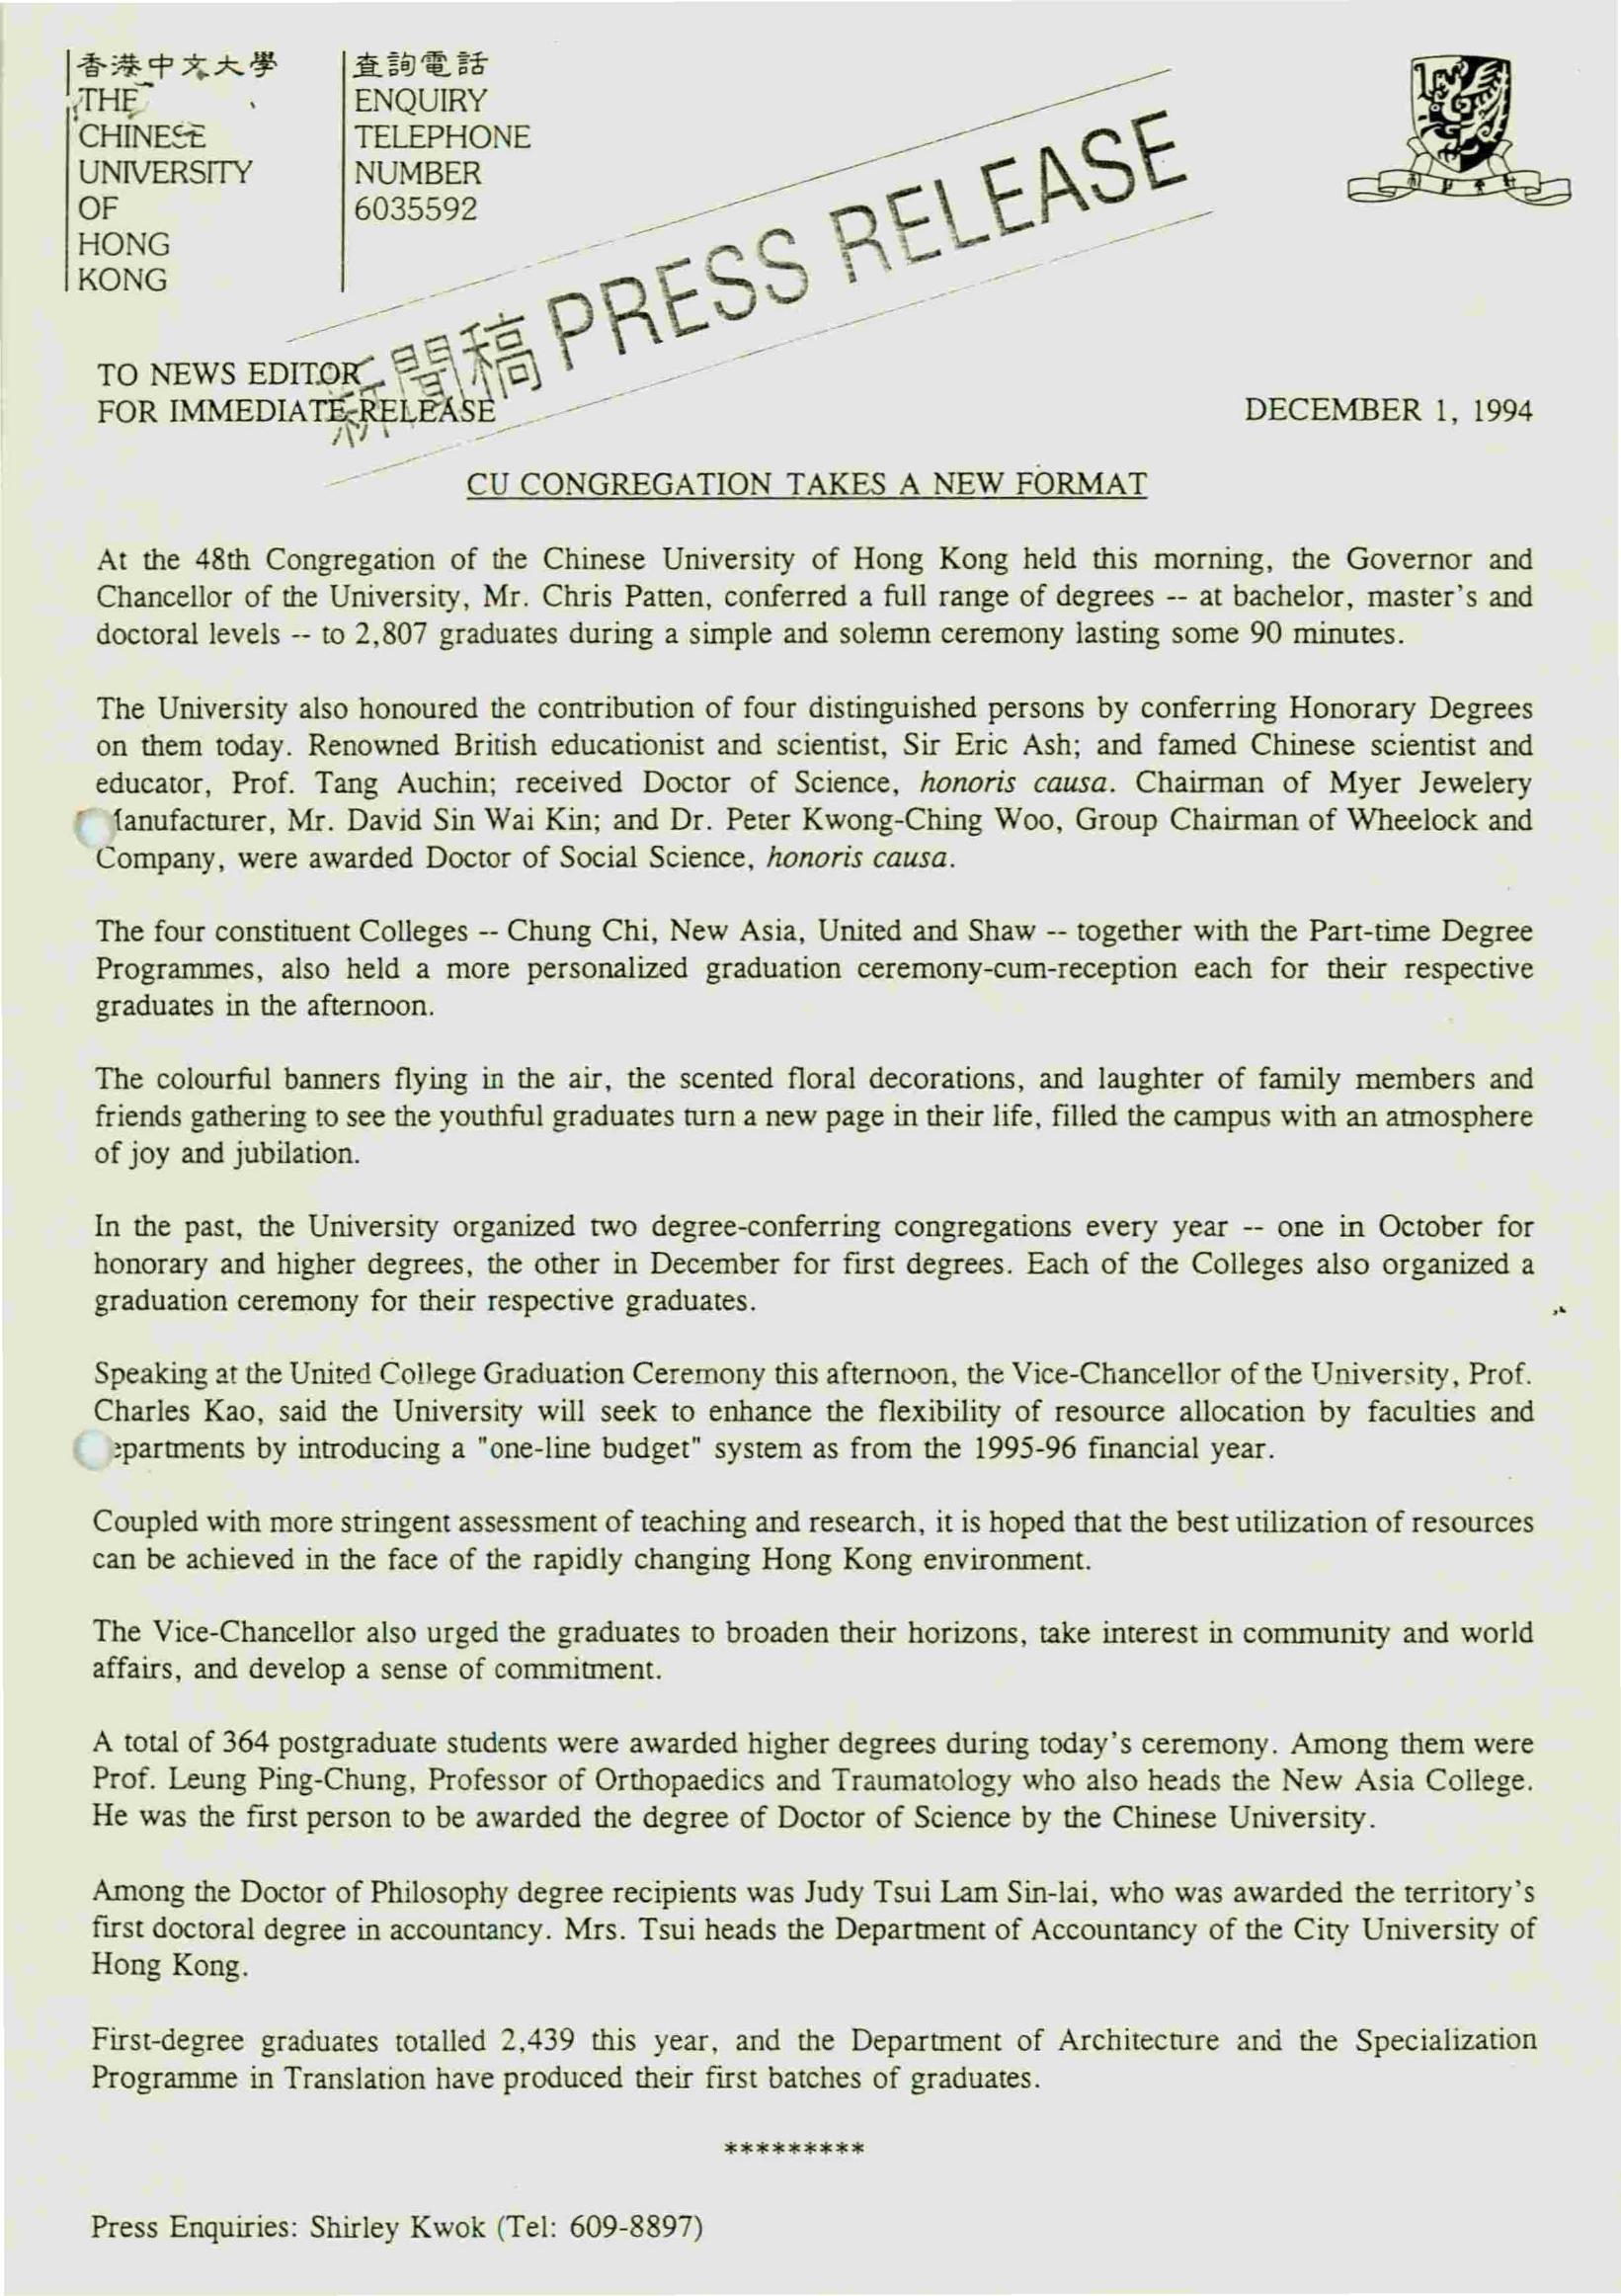 香港中文大學
THE
CHINESE
UNIVERSITY
OF
HONG
KONG
查詢電話
ENQUIRY
TELEPHONE
NUMBER
6035592
新聞稿 PRESS RELEASE
TO NEWS EDITOR
FOR IMMEDIATE RELEASE
DECEMBER 1, 1994
CU CONGREGATION TAKES A NEW FORMAT
At the 48th Congregation of the Chinese University of Hong Kong held this morning, the Governor and
Chancellor of the University, Mr. Chris Patten, conferred a full range of degrees -- at bachelor, master's and
doctoral levels -- to 2,807 graduates during a simple and solemn ceremony lasting some 90 minutes.
The University also honoured the contribution of four distinguished persons by conferring Honorary Degrees
on them today. Renowned British educationist and scientist, Sir Eric Ash; and famed Chinese scientist and
educator, Prof. Tang Auchin; received Doctor of Science, honoris causa. Chairman of Myer Jewelery
anufacturer, Mr. David Sin Wai Kin; and Dr. Peter Kwong-Ching Woo, Group Chairman of Wheelock and
Company, were awarded Doctor of Social Science, honoris causa.
The four constituent Colleges -- Chung Chi, New Asia, United and Shaw -- together with the Part-time Degree
Programmes, also held a more personalized graduation ceremony-cum-reception each for their respective
graduates in the afternoon.
The colourful banners flying in the air, the scented floral decorations, and laughter of family members and
friends gathering to see the youthful graduates turn a new page in their life, filled the campus with an atmosphere
of joy and jubilation.
In the past, the University organized two degree-conferring congregations every year -- one in October for
honorary and higher degrees, the other in December for first degrees. Each of the Colleges also organized a
graduation ceremony for their respective graduates.
Speaking at the United College Graduation Ceremony this afternoon, the Vice-Chancellor of the University, Prof.
Charles Kao, said the University will seek to enhance the flexibility of resource allocation by faculties and
epartments by introducing a "one-line budget" system as from the 1995-96 financial year.
Coupled with more stringent assessment of teaching and research, it is hoped that the best utilization of resources
can be achieved in the face of the rapidly changing Hong Kong environment.
The Vice-Chancellor also urged the graduates to broaden their horizons, take interest in community and world
affairs, and develop a sense of commitment.
A total of 364 postgraduate students were awarded higher degrees during today's ceremony. Among them were
Prof. Leung Ping-Chung, Professor of Orthopaedics and Traumatology who also heads the New Asia College.
He was the first person to be awarded the degree of Doctor of Science by the Chinese University.
Among the Doctor of Philosophy degree recipients was Judy Tsui Lam Sin-lai, who was awarded the territory's
first doctoral degree in accountancy. Mrs. Tsui heads the Department of Accountancy of the City University of
Hong Kong.
First-degree graduates totalled 2,439 this year, and the Department of Architecture and the Specialization
Programme in Translation have produced their first batches of graduates.
*********
Press Enquiries: Shirley Kwok (Tel: 609-8897)